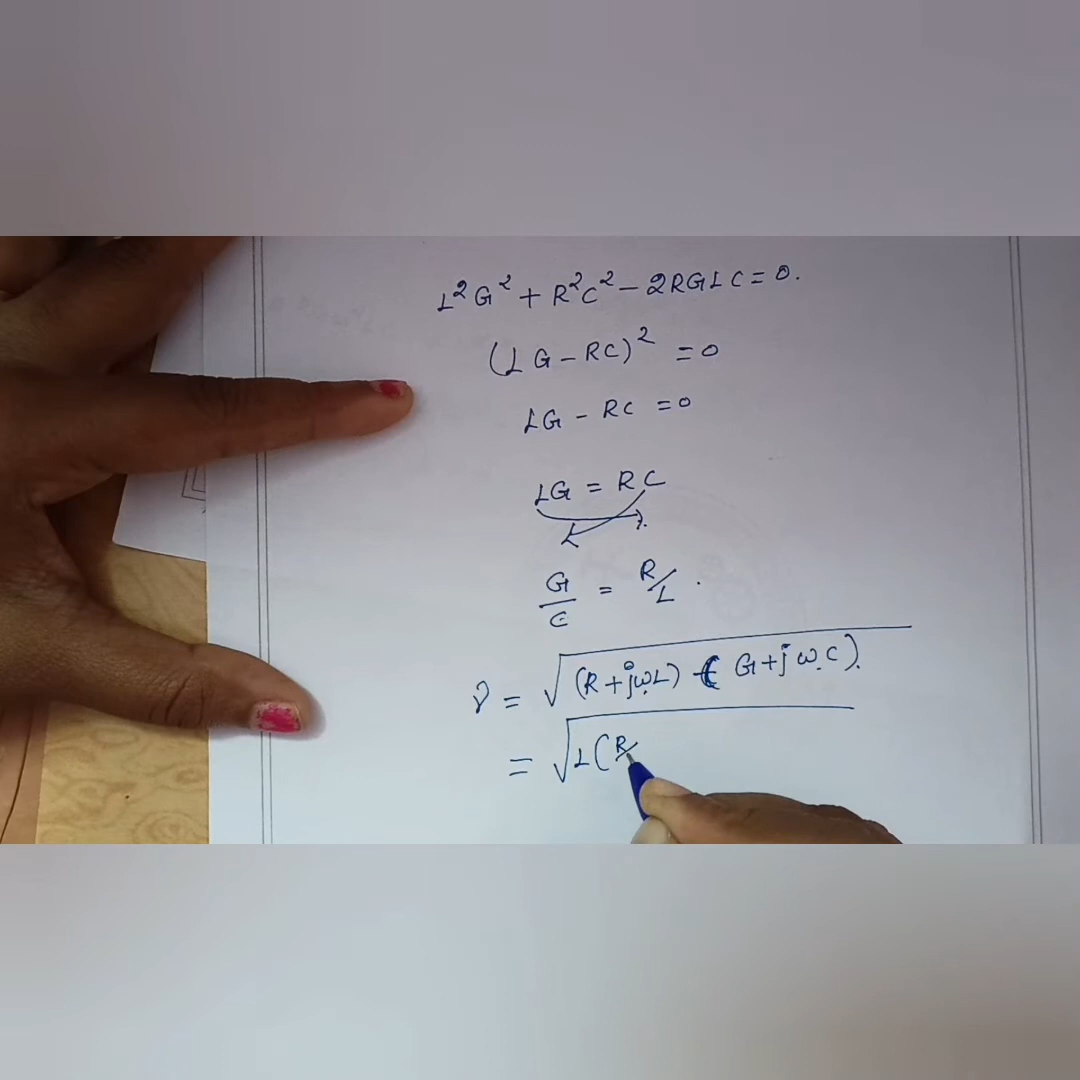 L²G² + R²C² - 2RGLC = 0.
(LG - RC)² = 0
LG - RC = 0
LG = RC
G/C = R/L .
γ = √(R + jωL) (G + jωC).
= √L(R/